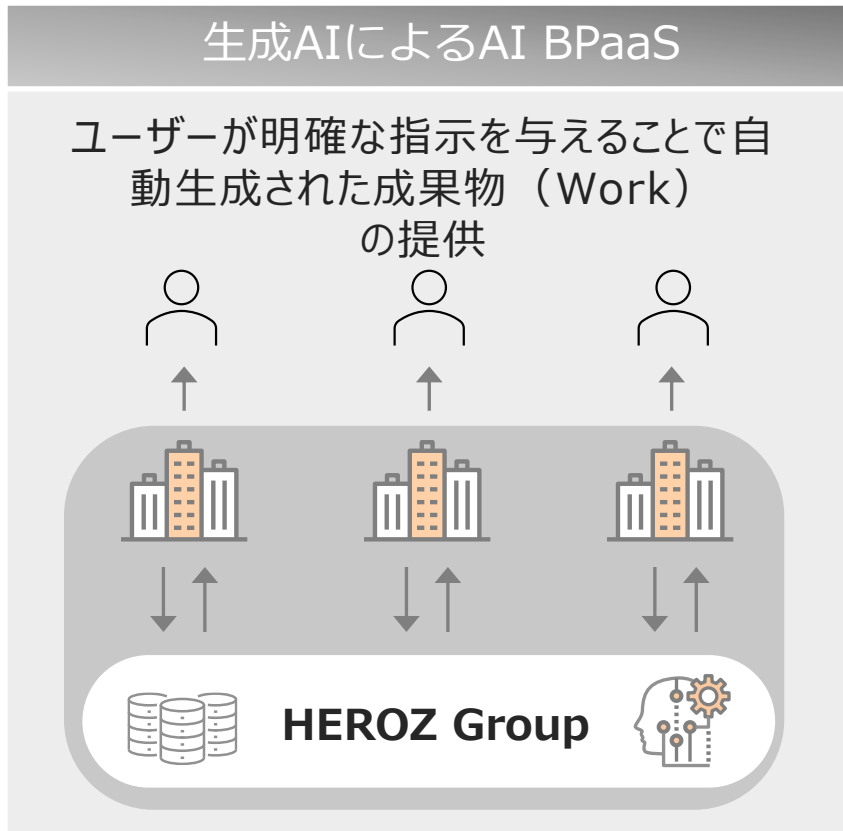 生成AIによるAI BPaaS
ユーザーが明確な指示を与えることで自
動生成された成果物（Work）
の提供
HEROZ Group